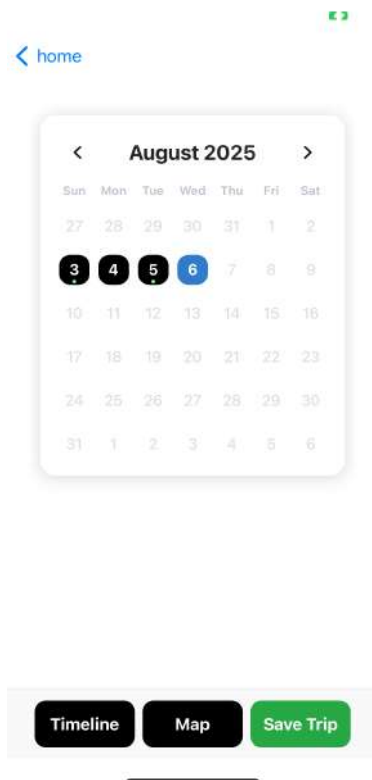 home
August 2025
Sun Mon Tue Wed Thu Fri Sat
27 28 29 30 31 1 2
3 4 5 6 7 8 9
10 11 12 13 14 15 16
17 18 19 20 21 22 23
24 25 26 27 28 29 30
31 1 2 3 4 5 6
Timeline Map Save Trip